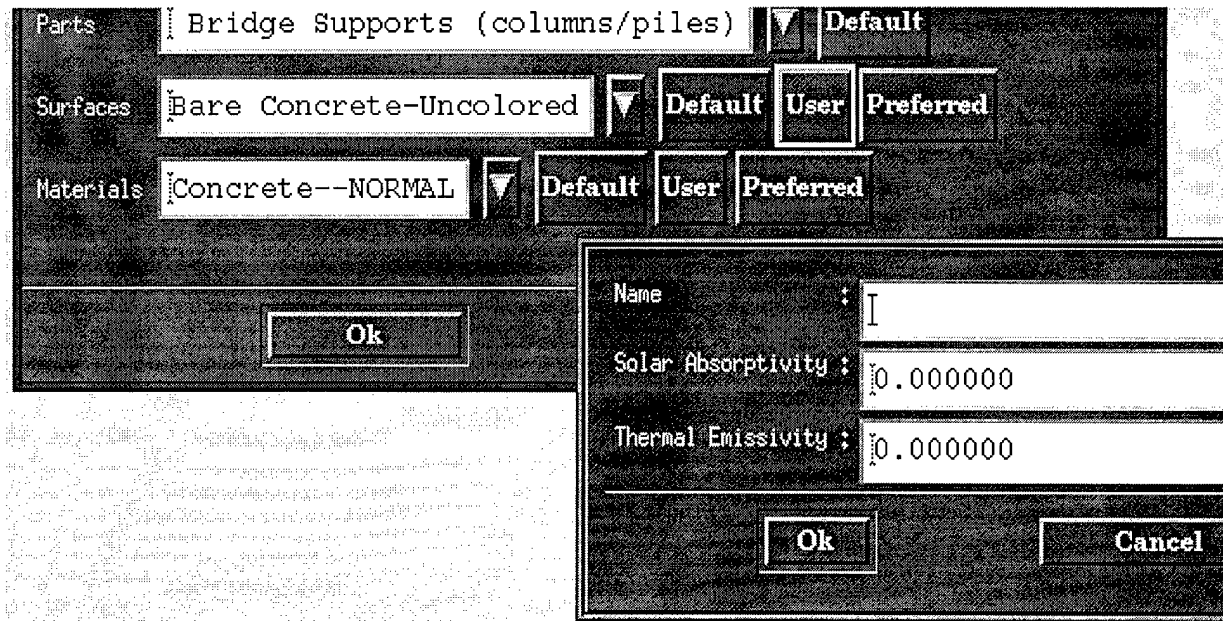 Parts Bridge Supports (columns/piles) Default
Surfaces Bare Concrete-Uncolored Default User Preferred
Materials Concrete--NORMAL Default User Preferred
Ok
Name :
Solar Absorptivity : 0.000000
Thermal Emissivity : 0.000000
Ok Cancel